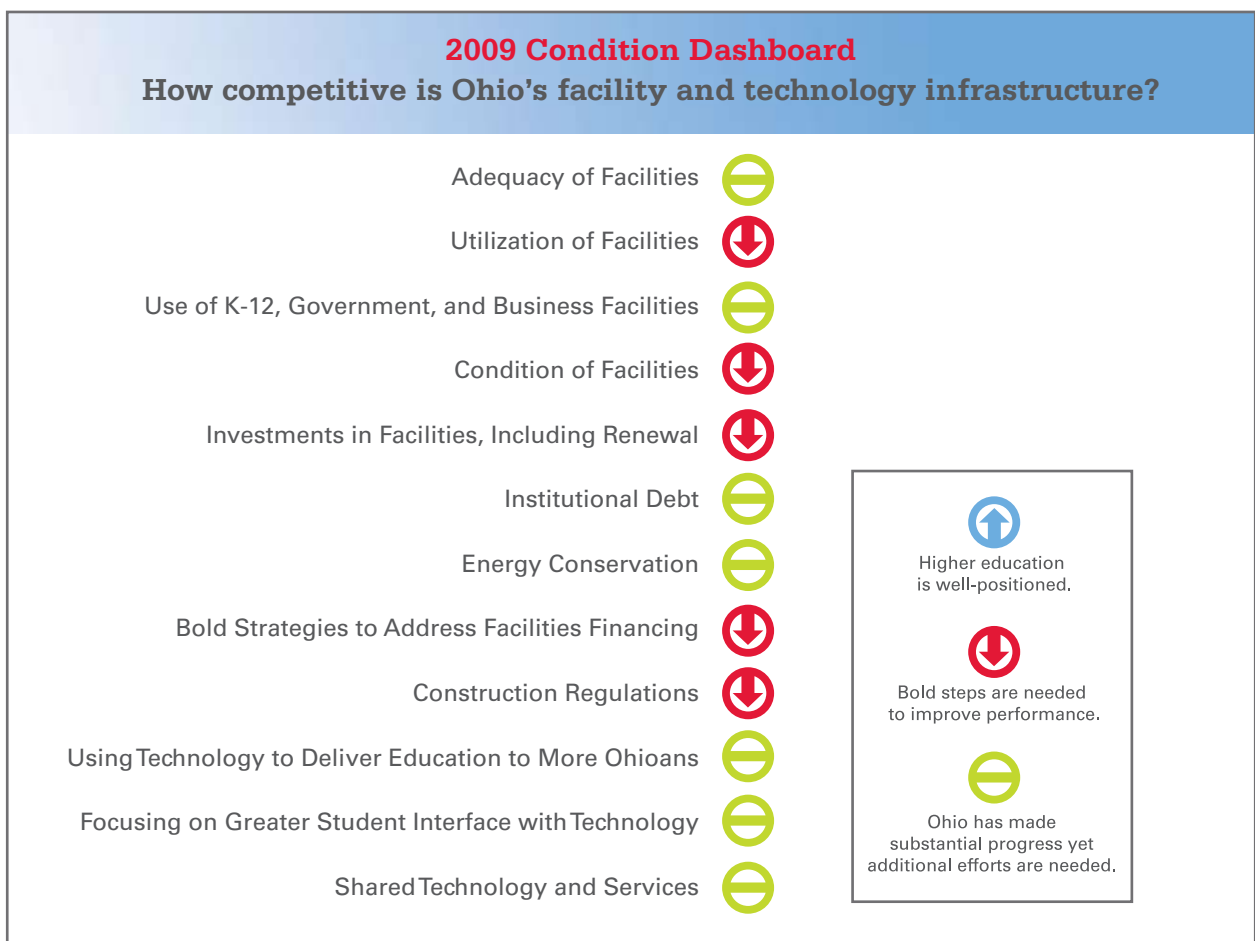 2009 Condition Dashboard
How competitive is Ohio's facility and technology infrastructure?
Adequacy of Facilities
Utilization of Facilities
Use of K-12, Government, and Business Facilities
Condition of Facilities
Investments in Facilities, Including Renewal
Institutional Debt
Energy Conservation
Bold Strategies to Address Facilities Financing
Construction Regulations
Using Technology to Deliver Education to More Ohioans
Focusing on Greater Student Interface with Technology
Shared Technology and Services
Higher education
is well-positioned.
Bold steps are needed
to improve performance.
Ohio has made
substantial progress yet
additional efforts are needed.